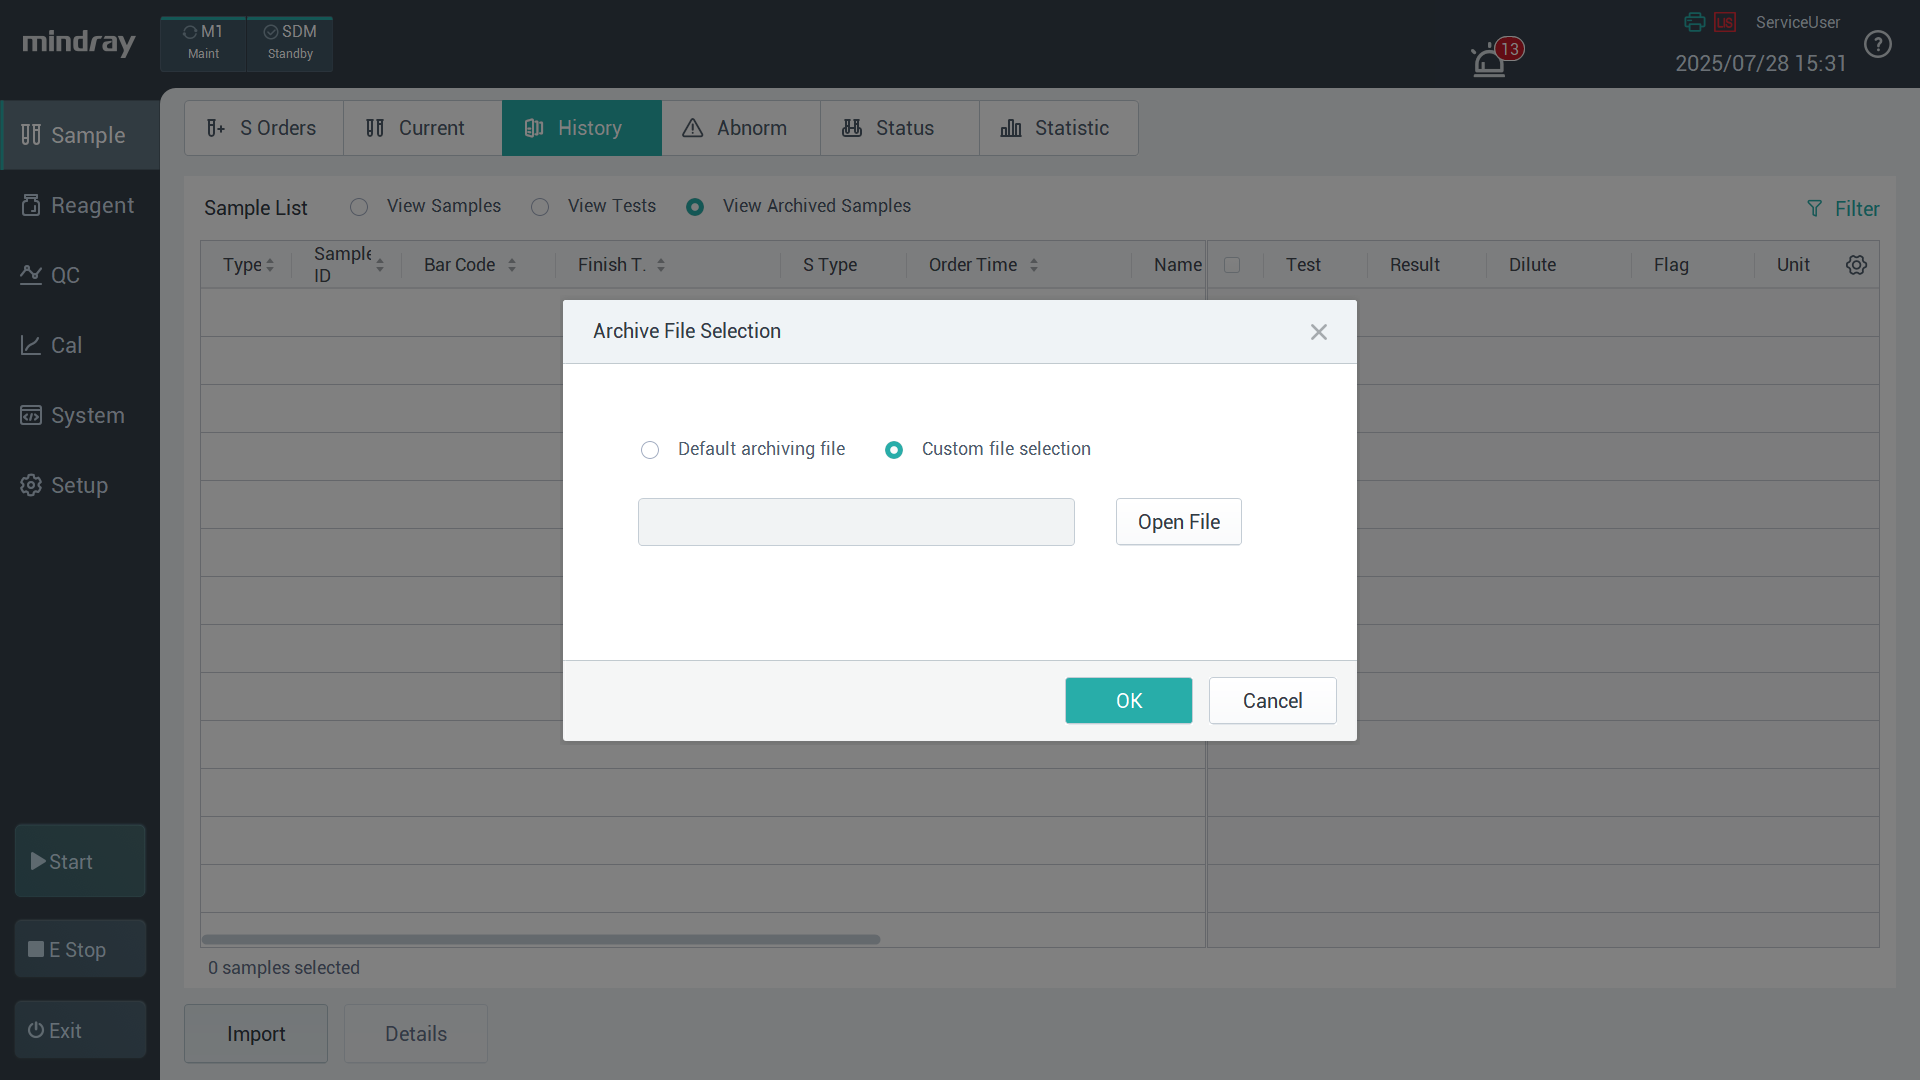 mindray
M1
Maint
SDM
Standby
13
LIS
ServiceUser
2025/07/28 15:31
?
Sample
Reagent
QC
Cal
System
Setup
Start
E Stop
Exit
S Orders
Current
History
Abnorm
Status
Statistic
Sample List
View Samples
View Tests
View Archived Samples
Filter
Type
Sample
ID
Bar Code
Finish T.
S Type
Order Time
Name
Test
Result
Dilute
Flag
Unit
Archive File Selection
Default archiving file
Custom file selection
Open File
OK
Cancel
0 samples selected
Import
Details